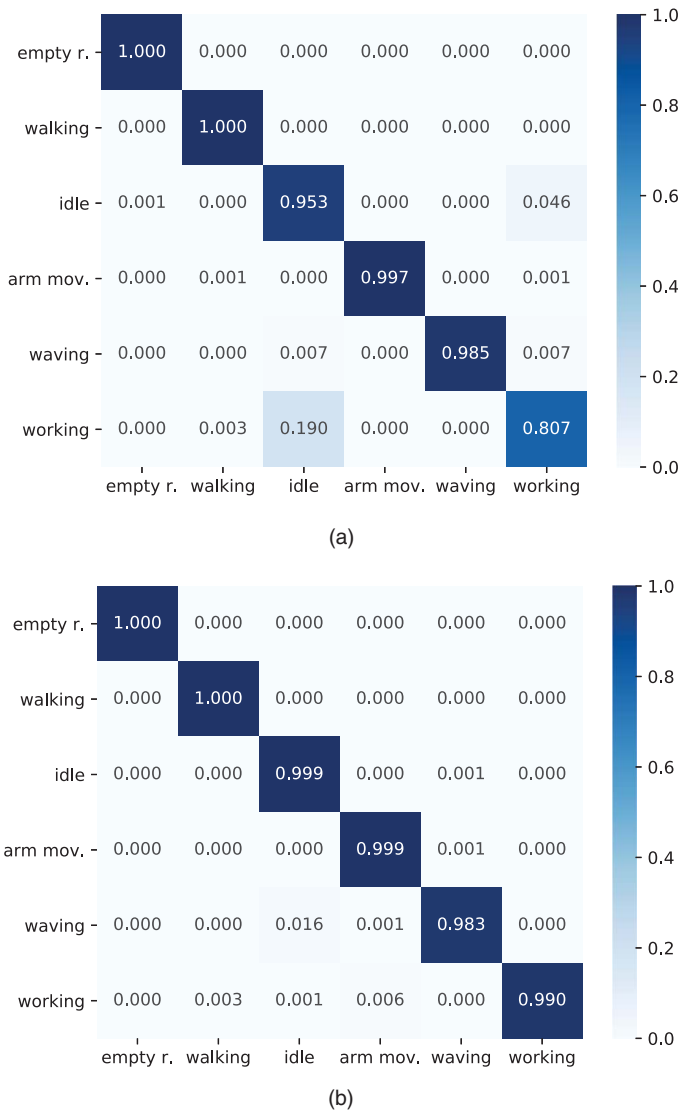 1.0
empty r. 1.000 0.000 0.000 0.000 0.000 0.000
0.8
walking 0.000 1.000 0.000 0.000 0.000 0.000
idle 0.001 0.000 0.953 0.000 0.000 0.046
0.6
arm mov. 0.000 0.001 0.000 0.997 0.000 0.001
0.4
waving 0.000 0.000 0.007 0.000 0.985 0.007
0.2
working 0.000 0.003 0.190 0.000 0.000 0.807
0.0
empty r. walking idle arm mov. waving working
(a)
1.0
empty r. 1.000 0.000 0.000 0.000 0.000 0.000
0.8
walking 0.000 1.000 0.000 0.000 0.000 0.000
idle 0.000 0.000 0.999 0.000 0.001 0.000
0.6
arm mov. 0.000 0.000 0.000 0.999 0.001 0.000
0.4
waving 0.000 0.000 0.016 0.001 0.983 0.000
0.2
working 0.000 0.003 0.001 0.006 0.000 0.990
0.0
empty r. walking idle arm mov. waving working
(b)